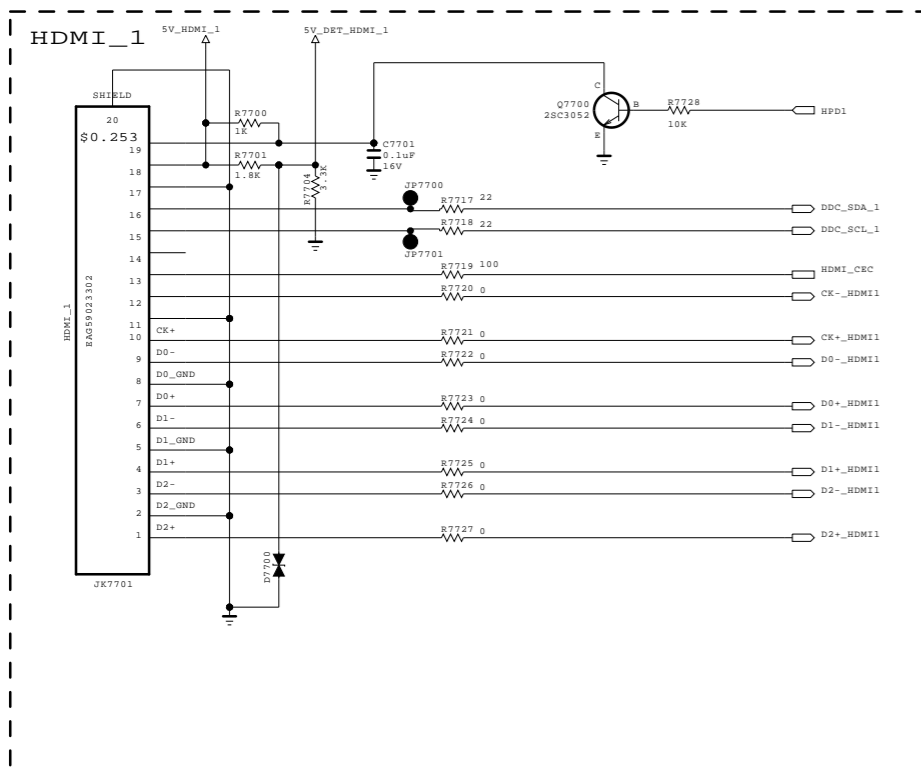 HDMI_1
5V_HDMI_1
5V_DET_HDMI_1
SHIELD
20
$0.253
R7700
1K
C
Q7700
2SC3052
B
E
R7728
10K
HPD1
19
C7701
0.1uF
16V
18
R7701
1.8K
R7704
3.3K
17
JP7700
16
R7717 22
DDC_SDA_1
15
R7718 22
DDC_SCL_1
JP7701
14
13
R7719 100
HDMI_CEC
12
R7720 0
CK-_HDMI1
HDMI_1
EAG59023302
11
10
CK+
R7721 0
CK+_HDMI1
9
D0-
R7722 0
D0-_HDMI1
8
D0_GND
7
D0+
R7723 0
D0+_HDMI1
6
D1-
R7724 0
D1-_HDMI1
5
D1_GND
4
D1+
R7725 0
D1+_HDMI1
3
D2-
R7726 0
D2-_HDMI1
2
D2_GND
1
D2+
R7727 0
D2+_HDMI1
D7700
JK7701